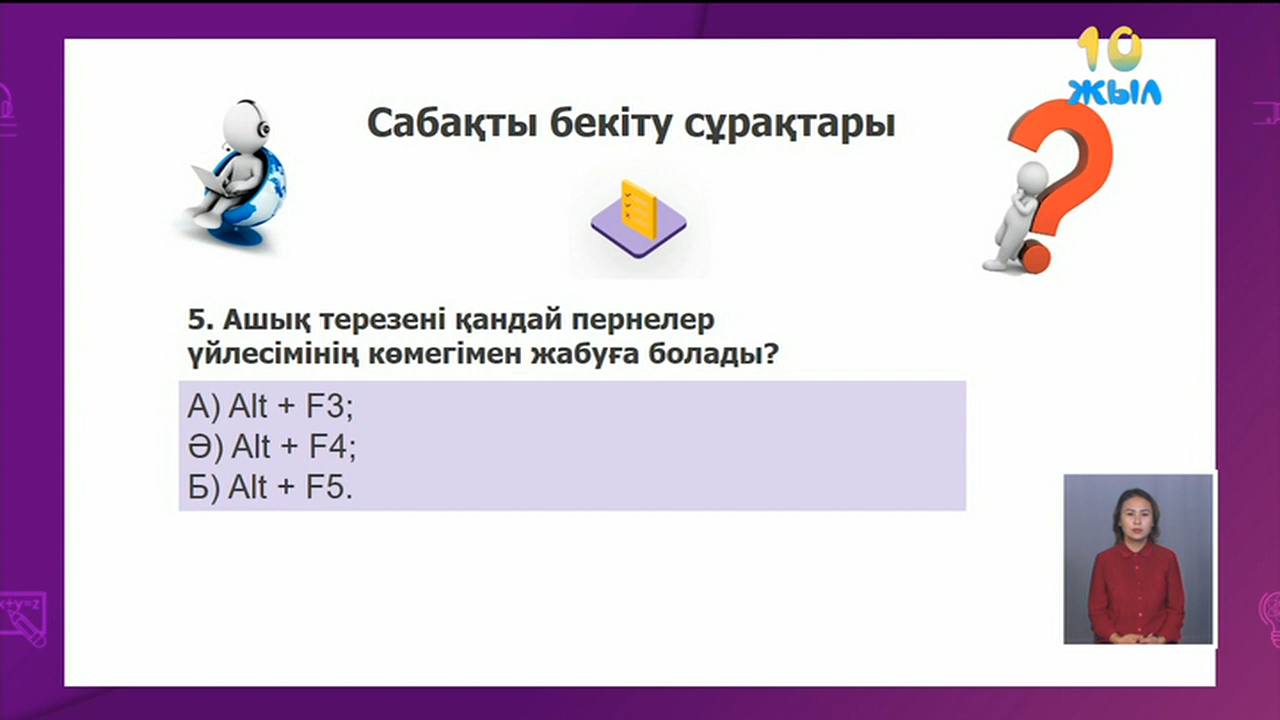 10
ЖЫЛ
Сабақты бекіту сұрақтары
5. Ашық терезені қандай пернелер
үйлесімінің көмегімен жабуға болады?
А) Alt + F3;
Ә) Alt + F4;
Б) Alt + F5.
x+y=z